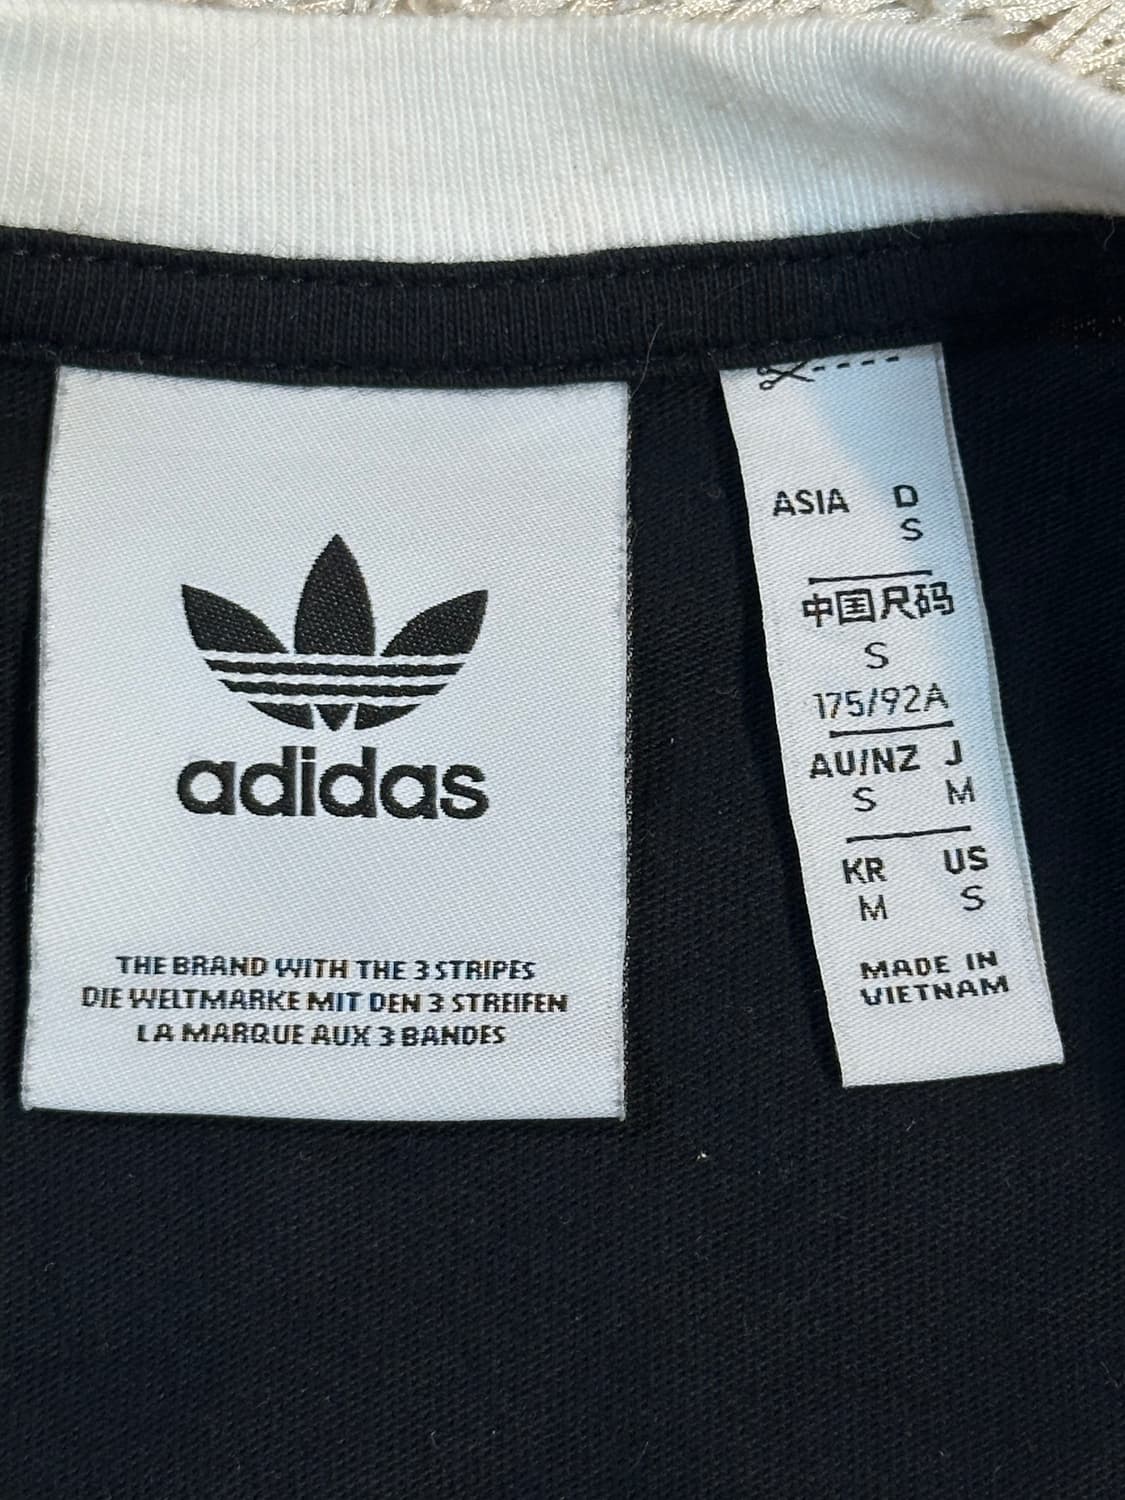 adidas
THE BRAND WITH THE 3 STRIPES
DIE WELTMARKE MIT DEN 3 STREIFEN
LA MARQUE AUX 3 BANDES
ASIA D
S
中国尺码
S
175/92A
AU/NZ J
S M
KR US
M S
MADE IN
VIETNAM